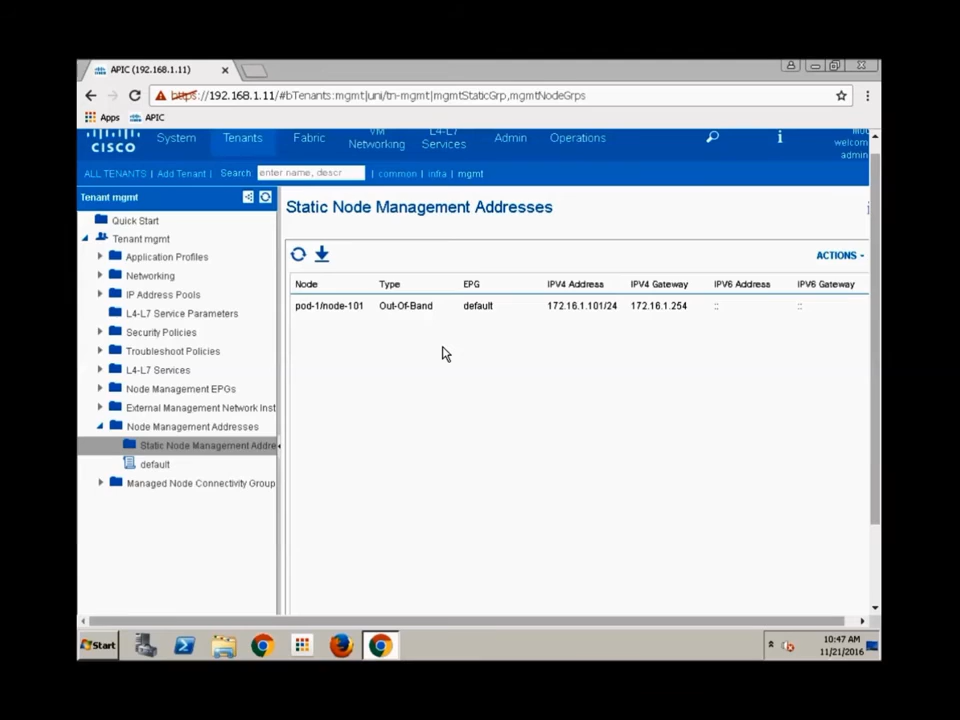 APIC (192.168.1.11)
https://192.168.1.11/#bTenants:mgmt|uni/tn-mgmt|mgmtStaticGrp,mgmtNodeGrps
Apps APIC
CISCO System Tenants Fabric VM Networking L4-L7 Services Admin Operations i welcom admin
ALL TENANTS | Add Tenant | Search enter name, descr | common | infra | mgmt
Tenant mgmt
Quick Start
Tenant mgmt
Application Profiles
Networking
IP Address Pools
L4-L7 Service Parameters
Security Policies
Troubleshoot Policies
L4-L7 Services
Node Management EPGs
External Management Network Inst
Node Management Addresses
Static Node Management Addre
default
Managed Node Connectivity Group
Static Node Management Addresses
ACTIONS
Node Type EPG IPV4 Address IPV4 Gateway IPV6 Address IPV6 Gateway
pod-1/node-101 Out-Of-Band default 172.16.1.101/24 172.16.1.254 :: ::
Start
10:47 AM
11/21/2016